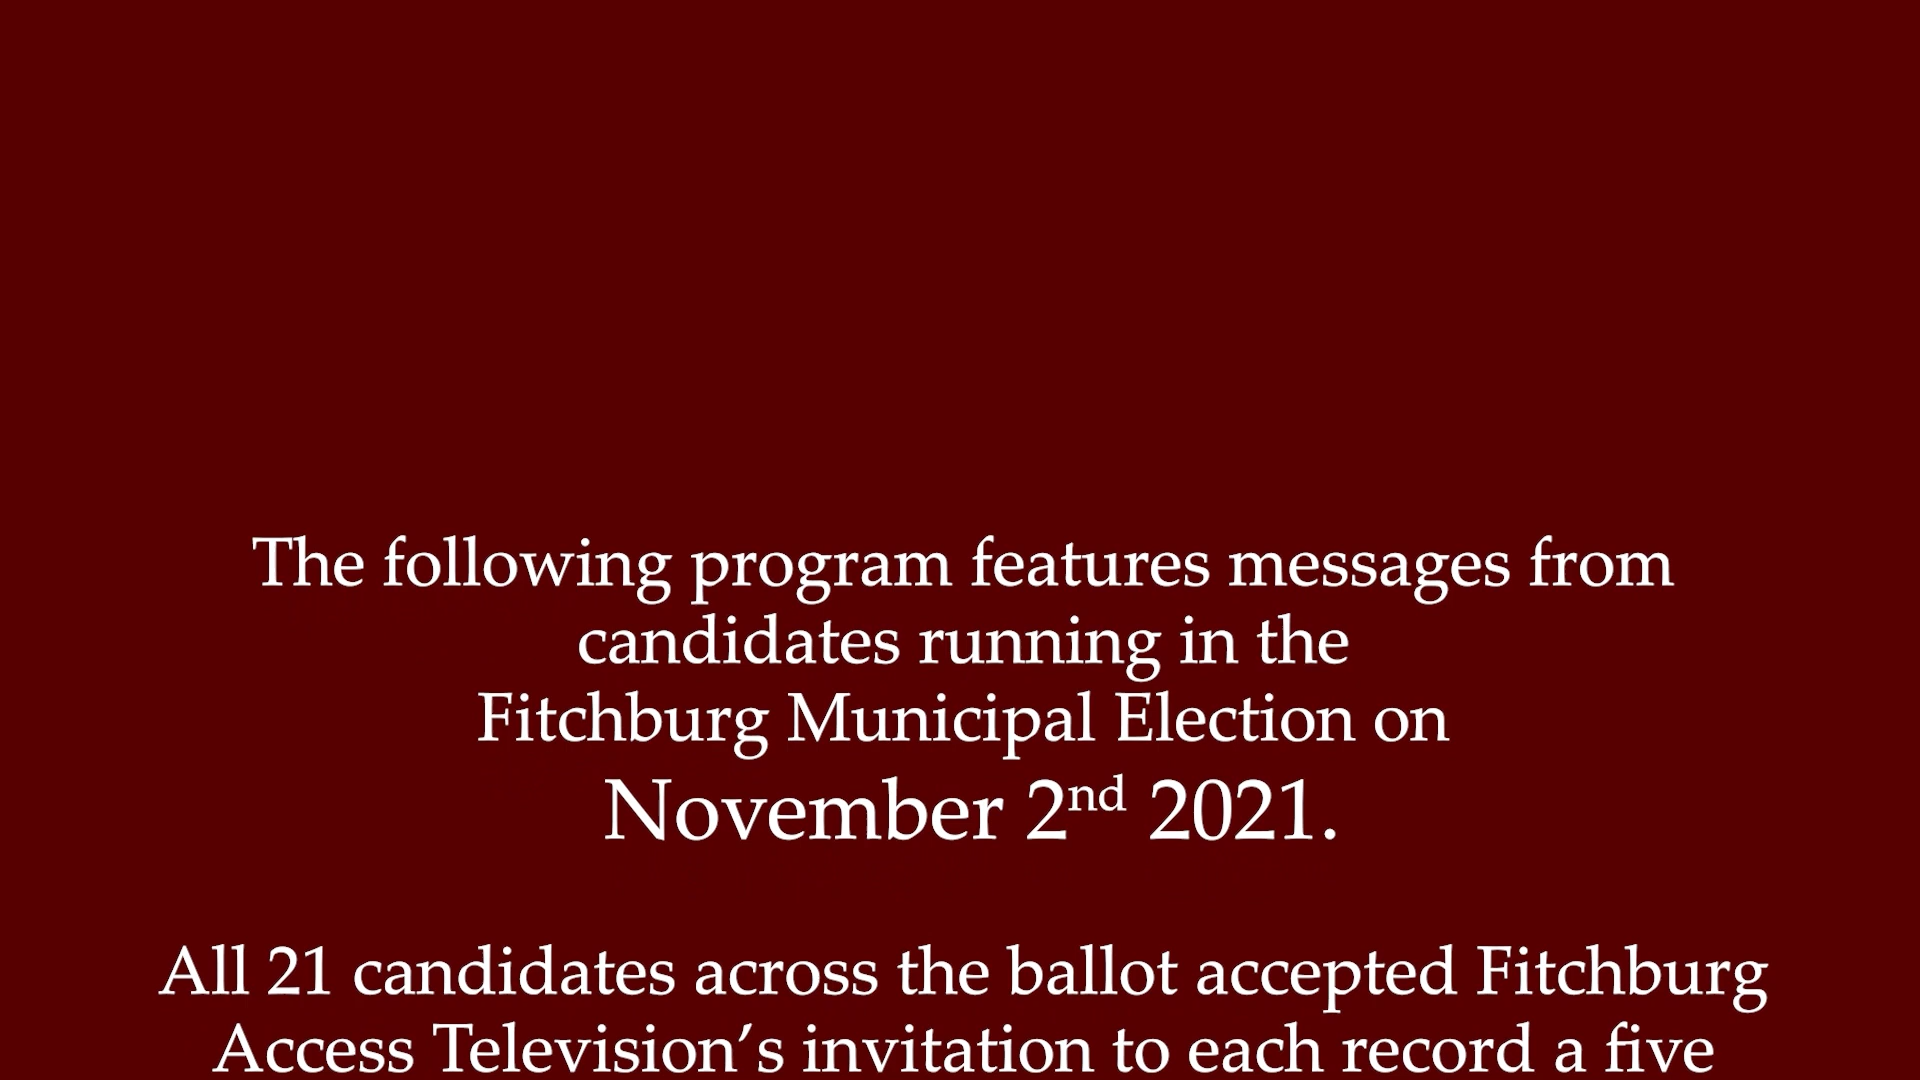 The following program features messages from
candidates running in the
Fitchburg Municipal Election on
November 2nd 2021.
All 21 candidates across the ballot accepted Fitchburg
Access Television’s invitation to each record a five